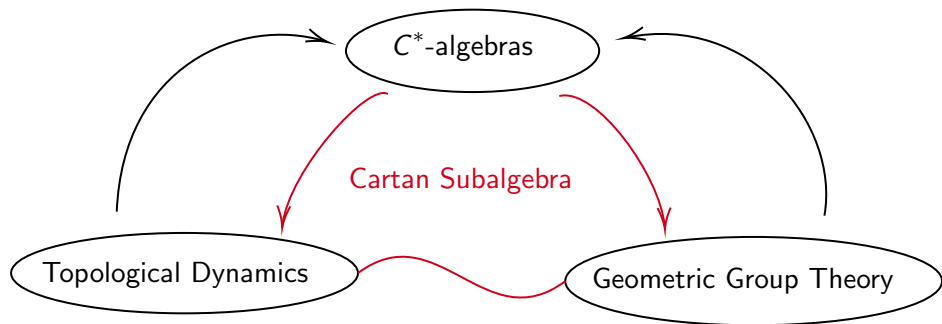 C*-algebras
Cartan Subalgebra
Topological Dynamics
Geometric Group Theory